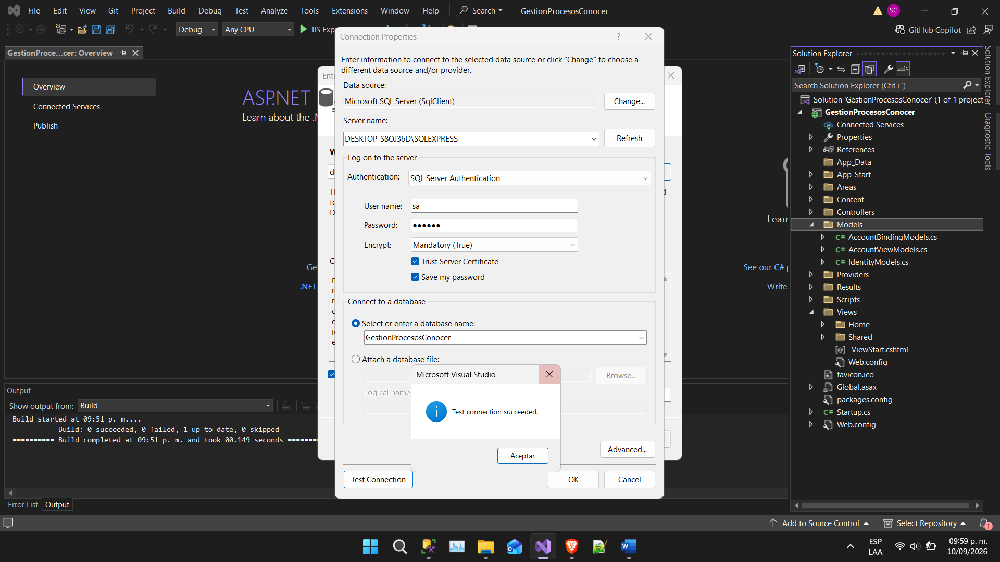 File Edit View Git Project Build Debug Test Analyze Tools Extensions Window Help Search GestionProcesosConocer SG
Debug Any CPU IIS Exp GitHub Copilot
GestionProce...cer: Overview
Overview
Connected Services
Publish
ASP.NET
Learn about the .N
Connection Properties ?
Enter information to connect to the selected data source or click "Change" to choose a
different data source and/or provider.
Data source:
Microsoft SQL Server (SqlClient) Change...
Server name:
DESKTOP-S8OJ36D\SQLEXPRESS Refresh
Log on to the server
Authentication: SQL Server Authentication
User name: sa
Password: ●●●●●●
Encrypt: Mandatory (True)
Trust Server Certificate
Save my password
Connect to a database
Select or enter a database name:
GestionProcesosConocer
Attach a database file:
Browse...
Logical name:
Advanced...
Test Connection OK Cancel
Microsoft Visual Studio
Test connection succeeded.
Aceptar
Learn
See our C#
Write
Ge
.NET
Solution Explorer
Search Solution Explorer (Ctrl+´)
Solution 'GestionProcesosConocer' (1 of 1 project
GestionProcesosConocer
Connected Services
Properties
References
App_Data
App_Start
Areas
Content
Controllers
Models
C# AccountBindingModels.cs
C# AccountViewModels.cs
C# IdentityModels.cs
Providers
Results
Scripts
Views
Home
Shared
[@] _ViewStart.cshtml
Web.config
favicon.ico
Global.asax
packages.config
C# Startup.cs
Web.config
Solution Explorer
Diagnostic Tools
Output
Show output from: Build
Build started at 09:51 p. m....
========== Build: 0 succeeded, 0 failed, 1 up-to-date, 0 skipped ==========
========== Build completed at 09:51 p. m. and took 00.149 seconds ========
Error List Output
Add to Source Control Select Repository 1
ESP
LAA
09:59 p. m.
10/09/2026